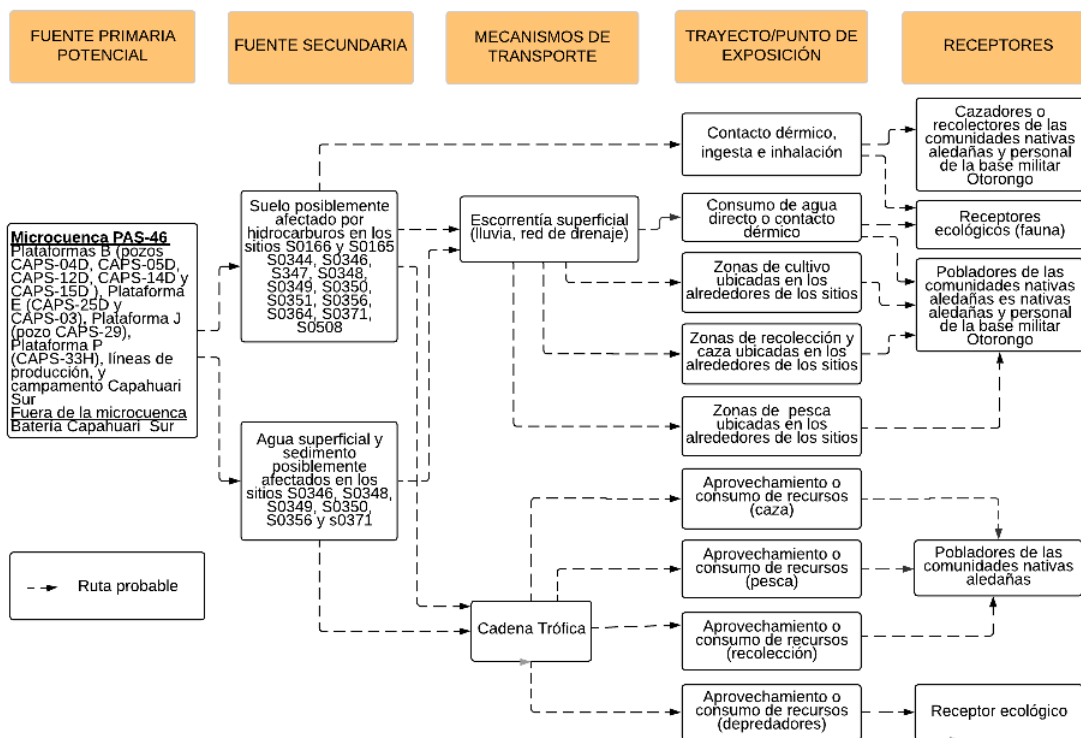 FUENTE PRIMARIA
POTENCIAL
FUENTE SECUNDARIA
MECANISMOS DE
TRANSPORTE
TRAYECTO/PUNTO DE
EXPOSICIÓN
RECEPTORES
Microcuenca PAS-46
Plataformas B (pozos
CAPS-04D, CAPS-05D,
CAPS-12D, CAPS-14D y
CAPS-15D ), Plataforma
E (CAPS-25D y
CAPS-03), Plataforma J
(pozo CAPS-29),
Plataforma P
(CAPS-33H), líneas de
producción, y
campamento Capahuari
Sur
Fuera de la microcuenca
Batería Capahuari Sur
Ruta probable
Suelo posiblemente
afectado por
hidrocarburos en los
sitios S0166 y S0165
S0344, S0346,
S347, S0348,
S0349, S0350,
S0351, S0356,
S0364, S0371,
S0508
Agua superficial y
sedimento
posiblemente
afectados en los
sitios S0346, S0348,
S0349, S0350,
S0356 y s0371
Escorrentía superficial
(lluvia, red de drenaje)
Cadena Trófica
Contacto dérmico,
ingesta e inhalación
Consumo de agua
directo o contacto
dérmico
Zonas de cultivo
ubicadas en los
alrededores de los sitios
Zonas de recolección y
caza ubicadas en los
alrededores de los sitios
Zonas de pesca
ubicadas en los
alrededores de los sitios
Aprovechamiento o
consumo de recursos
(caza)
Aprovechamiento o
consumo de recursos
(pesca)
Aprovechamiento o
consumo de recursos
(recolección)
Aprovechamiento o
consumo de recursos
(depredadores)
Cazadores o
recolectores de las
comunidades nativas
aledañas y personal de
la base militar
Otorongo
Receptores
ecológicos (fauna)
Pobladores de las
comunidades nativas
aledañas es nativas
aledañas y personal
de la base militar
Otorongo
Pobladores de las
comunidades nativas
aledañas
Receptor ecológico